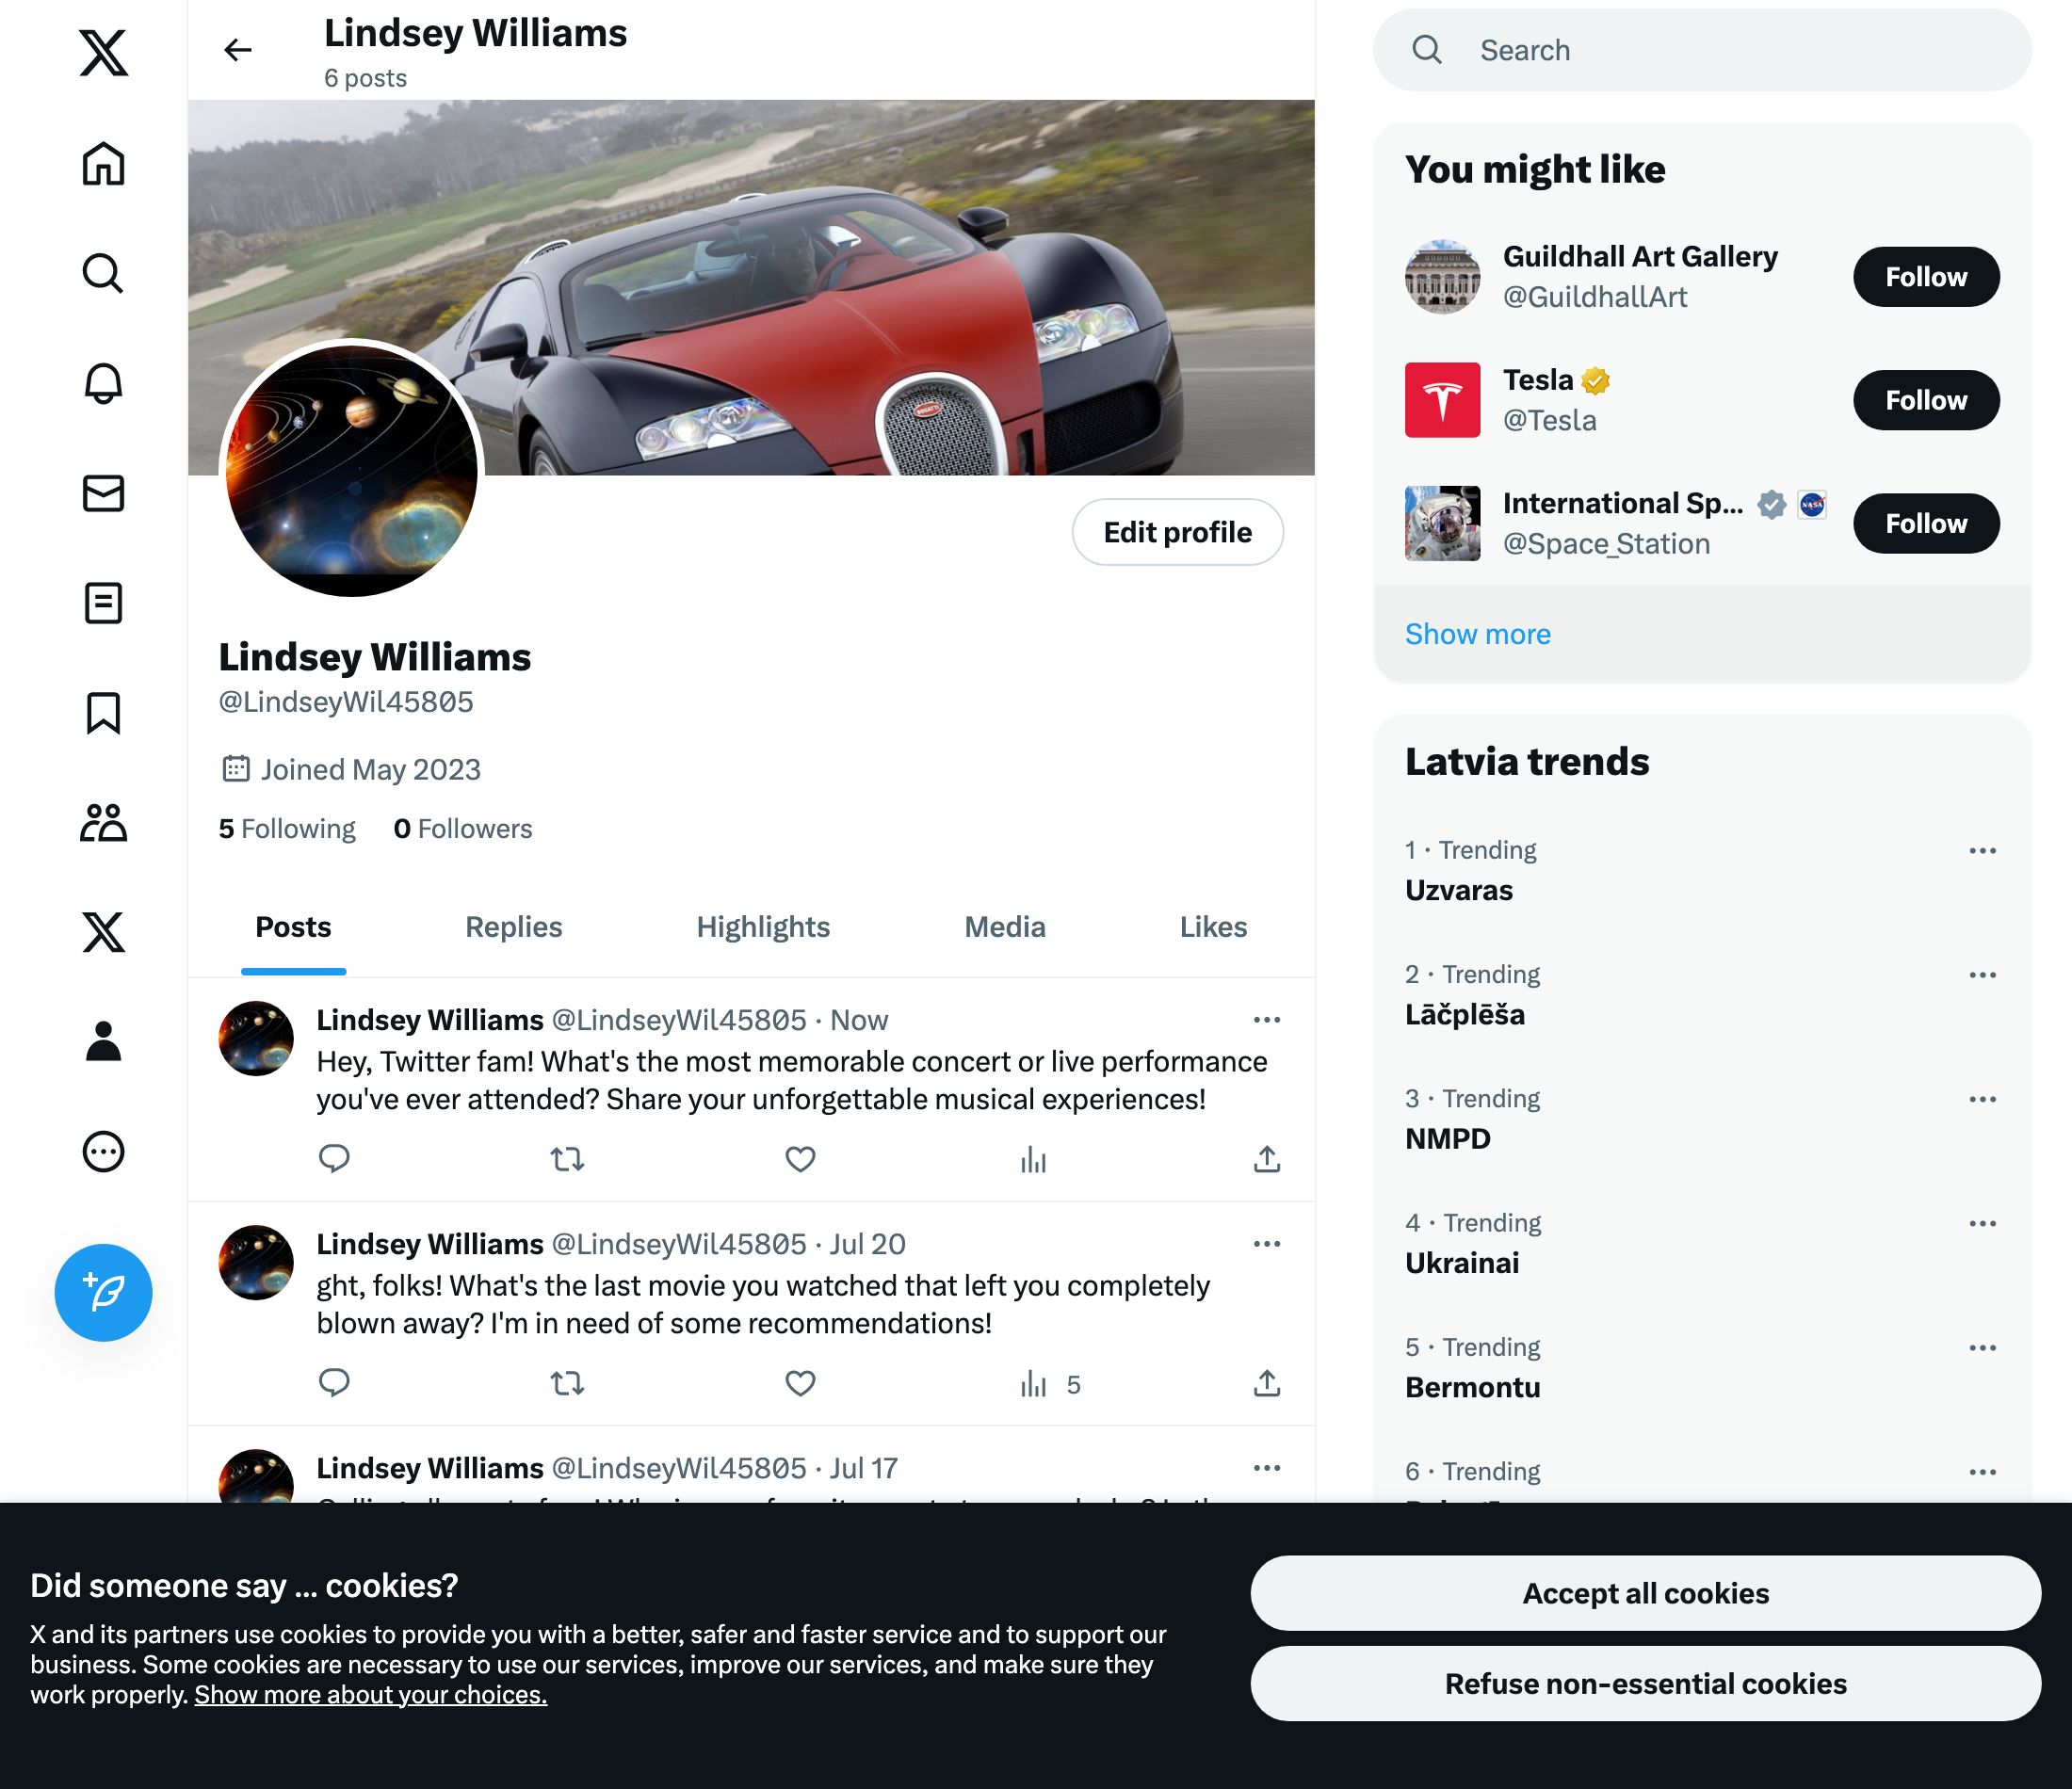 Lindsey Williams
6 posts
BUGATTI
Edit profile
Lindsey Williams
@LindseyWil45805
Joined May 2023
5 Following 0 Followers
Posts Replies Highlights Media Likes
Lindsey Williams @LindseyWil45805 · Now
Hey, Twitter fam! What's the most memorable concert or live performance
you've ever attended? Share your unforgettable musical experiences!
Lindsey Williams @LindseyWil45805 · Jul 20
ght, folks! What's the last movie you watched that left you completely
blown away? I'm in need of some recommendations!
5
Lindsey Williams @LindseyWil45805 · Jul 17
Search
You might like
Guildhall Art Gallery
@GuildhallArt
Follow
Tesla
@Tesla
Follow
International Sp...
NASA
@Space_Station
Follow
Show more
Latvia trends
1 · Trending
Uzvaras
2 · Trending
Lāčplēša
3 · Trending
NMPD
4 · Trending
Ukrainai
5 · Trending
Bermontu
6 · Trending
Did someone say ... cookies?
X and its partners use cookies to provide you with a better, safer and faster service and to support our
business. Some cookies are necessary to use our services, improve our services, and make sure they
work properly. Show more about your choices.
Accept all cookies
Refuse non-essential cookies